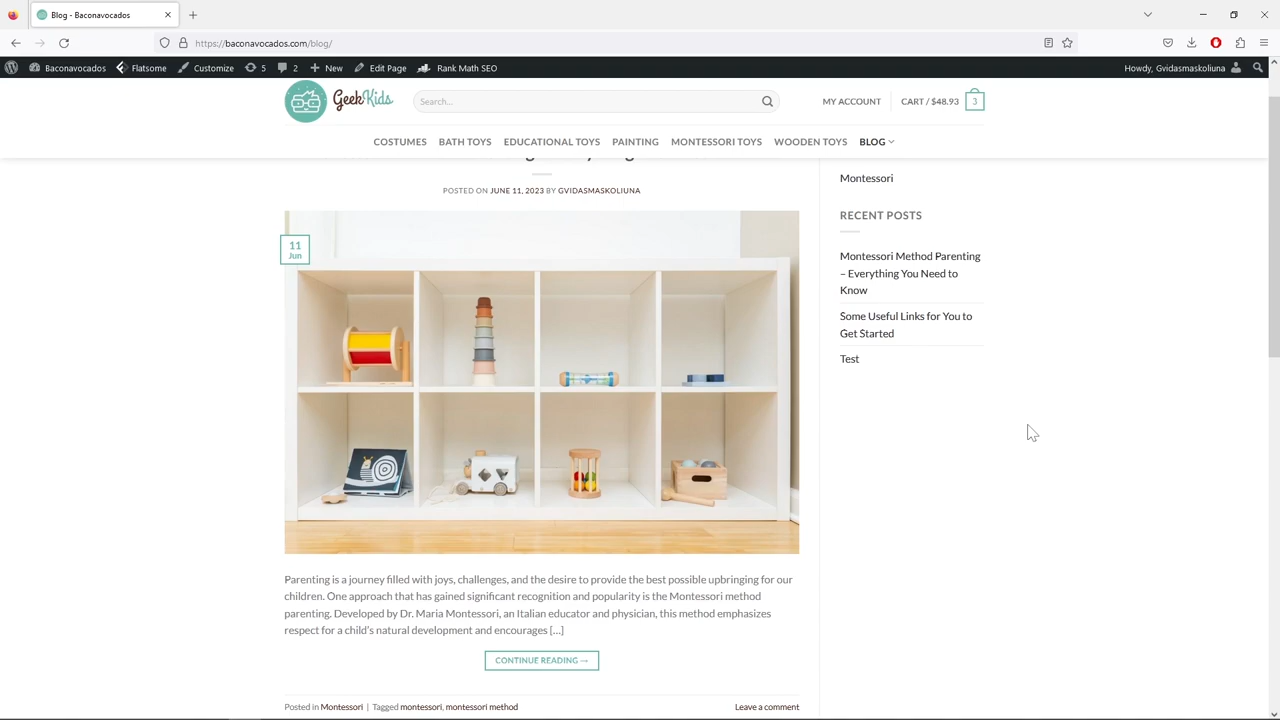 Blog - Baconavocados
https://baconavocados.com/blog/
Baconavocados
Flatsome
Customize
5
2
New
Edit Page
Rank Math SEO
Howdy, Gvidasmaskoliuna
GeekKids
Search...
MY ACCOUNT
CART / $48.93
3
COSTUMES
BATH TOYS
EDUCATIONAL TOYS
PAINTING
MONTESSORI TOYS
WOODEN TOYS
BLOG
POSTED ON JUNE 11, 2023 BY GVIDASMASKOLIUNA
11
Jun
Parenting is a journey filled with joys, challenges, and the desire to provide the best possible upbringing for our
children. One approach that has gained significant recognition and popularity is the Montessori method
parenting. Developed by Dr. Maria Montessori, an Italian educator and physician, this method emphasizes
respect for a child's natural development and encourages [...]
CONTINUE READING →
Posted in Montessori | Tagged montessori, montessori method
Leave a comment
Montessori
RECENT POSTS
Montessori Method Parenting
– Everything You Need to
Know
Some Useful Links for You to
Get Started
Test